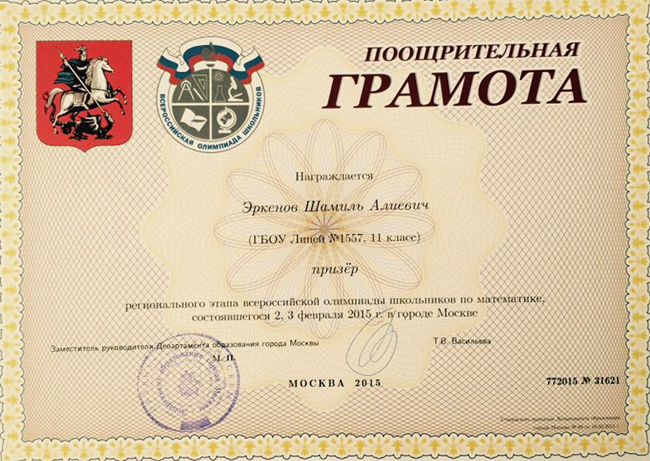 ПООЩРИТЕЛЬНАЯ
ГРАМОТА
ВСЕРОССИЙСКАЯ ОЛИМПИАДА ШКОЛЬНИКОВ
Награждается
Эркенов Шамиль Алиевич
(ГБОУ Лицей №1557, 11 класс)
призёр
регионального этапа всероссийской олимпиады школьников по математике,
состоявшегося 2, 3 февраля 2015 г. в городе Москве
Заместитель руководителя Департамента образования города Москвы
Т.В. Васильева
М. П.
МОСКВА 2015
772015 № 31621